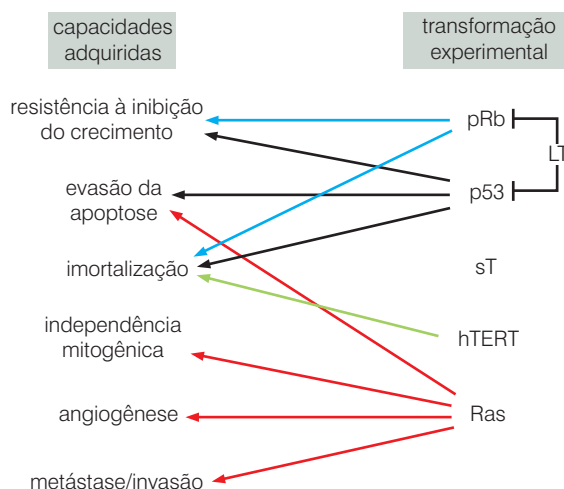 capacidades
adquiridas
transformação
experimental
resistência à inibição
do crecimento
pRb
LT
evasão da
apoptose
p53
imortalização
sT
independência
mitogênica
hTERT
angiogênese
Ras
metástase/invasão